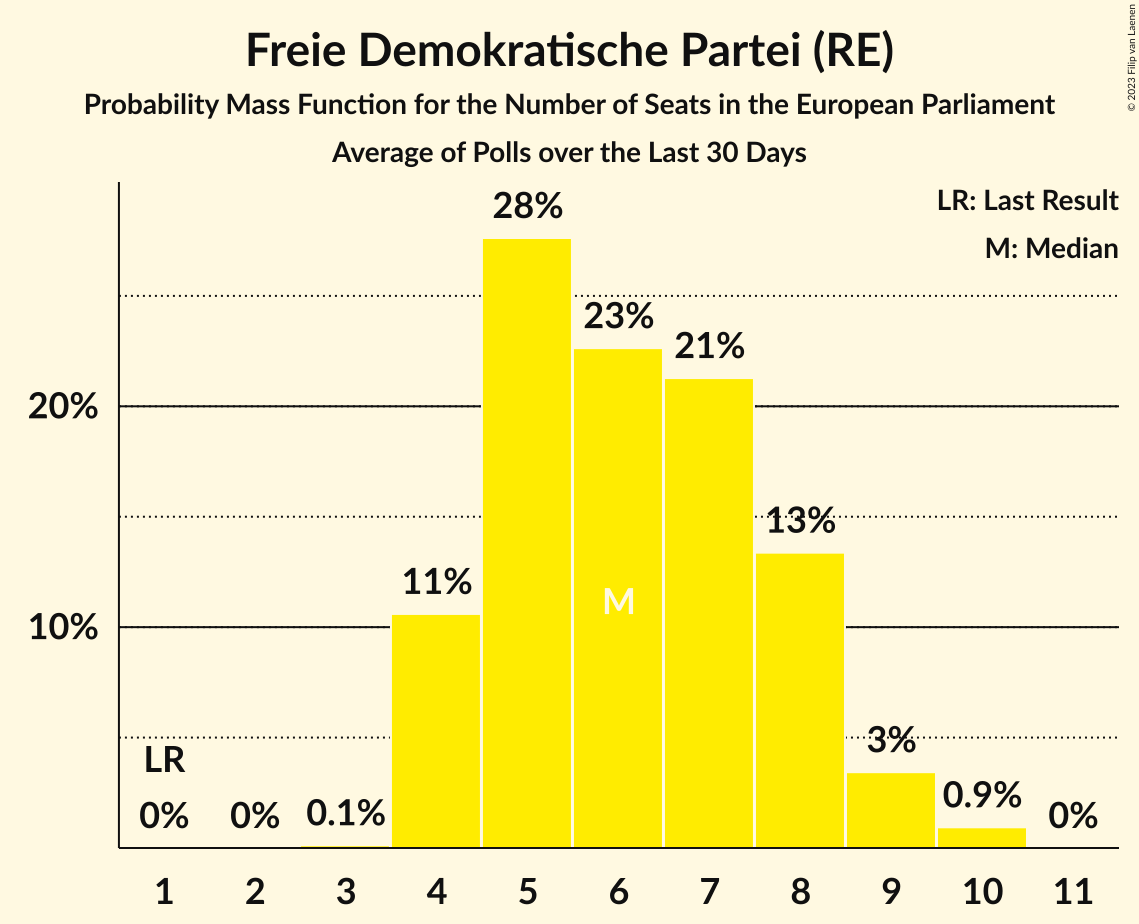 Freie Demokratische Partei (RE)
Probability Mass Function for the Number of Seats in the European Parliament
Average of Polls over the Last 30 Days
© 2023 Filip van Laenen
LR: Last Result
M: Median
28%
23%
21%
20%
13%
11%
M
10%
3%
LR
0.9%
0%
0%
0.1%
0%
1 2 3 4 5 6 7 8 9 10 11